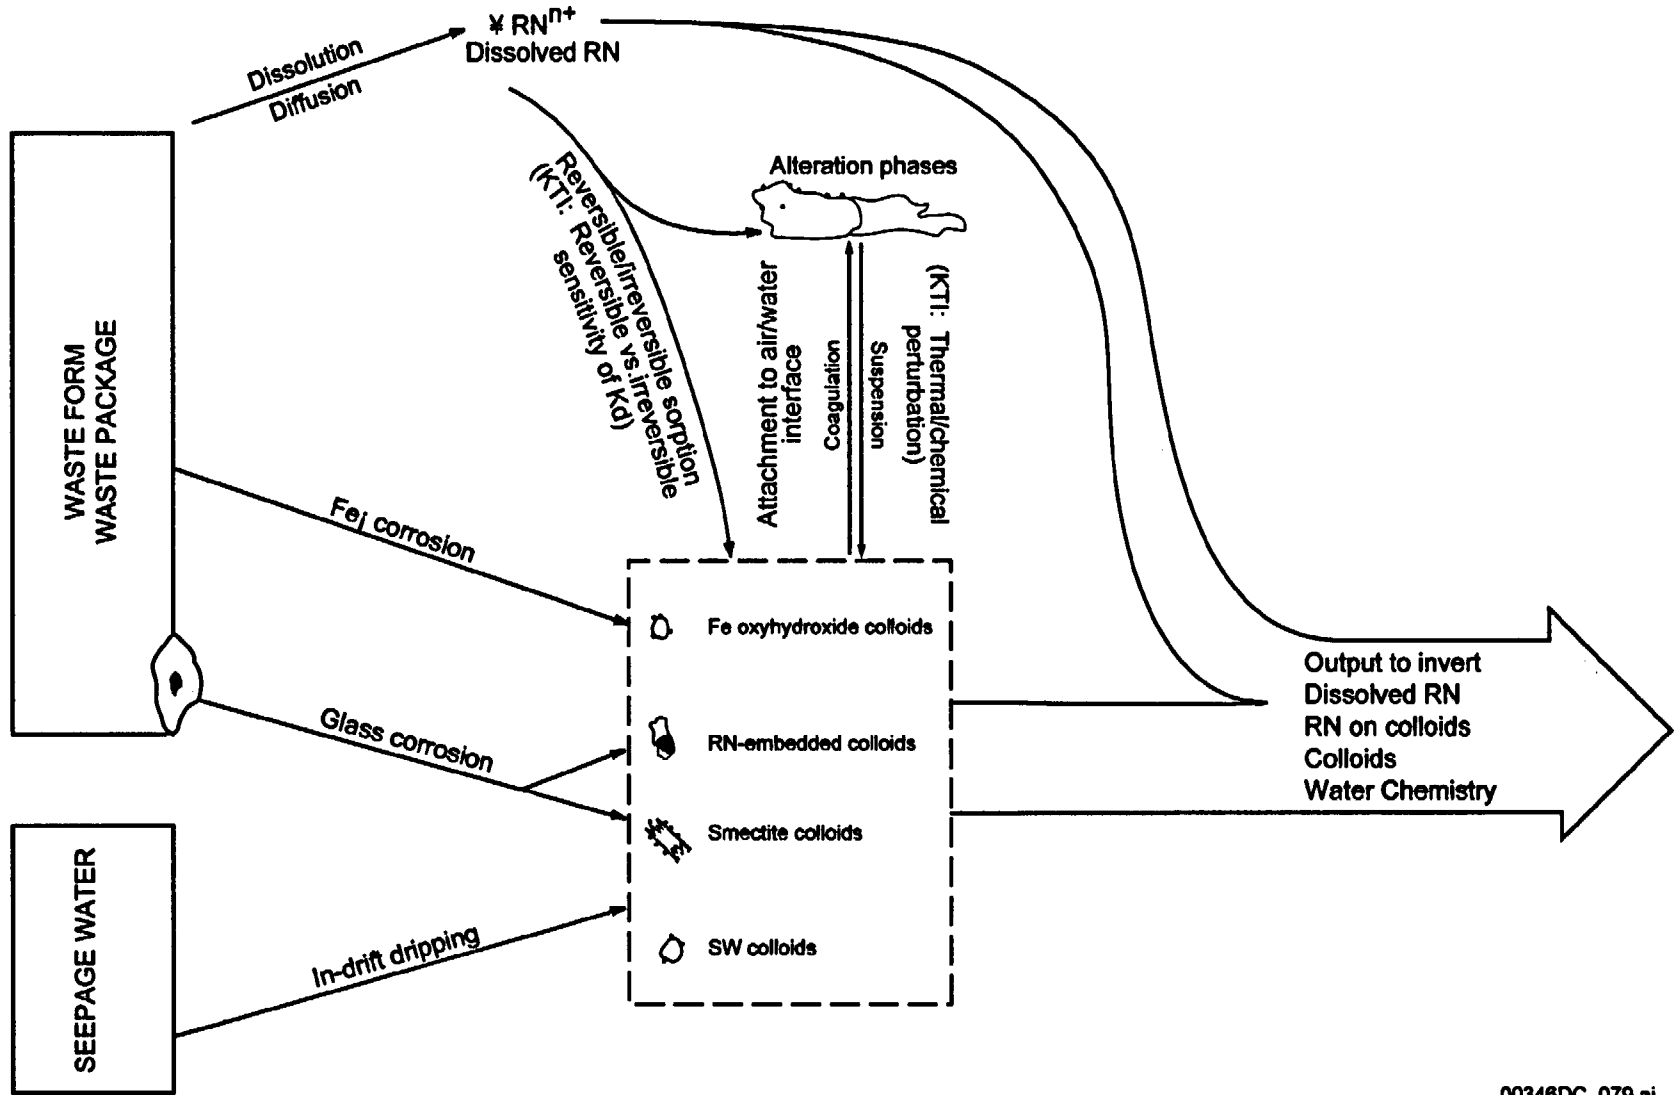 ¥ RNn+
Dissolved RN
Dissolution
Diffusion
Alteration phases
Reversible/irreversible sorption
(KTI: Reversible vs.irreversible
sensitivity of Kd)
Attachment to air/water
interface
Coagulation
Suspension
(KTI: Thermal/chemical
perturbation)
WASTE FORM
WASTE PACKAGE
Fe¡ corrosion
Glass corrosion
Fe oxyhydroxide colloids
RN-embedded colloids
Smectite colloids
SW colloids
Output to invert
Dissolved RN
RN on colloids
Colloids
Water Chemistry
SEEPAGE WATER
In-drift dripping
00346DC_079.ai